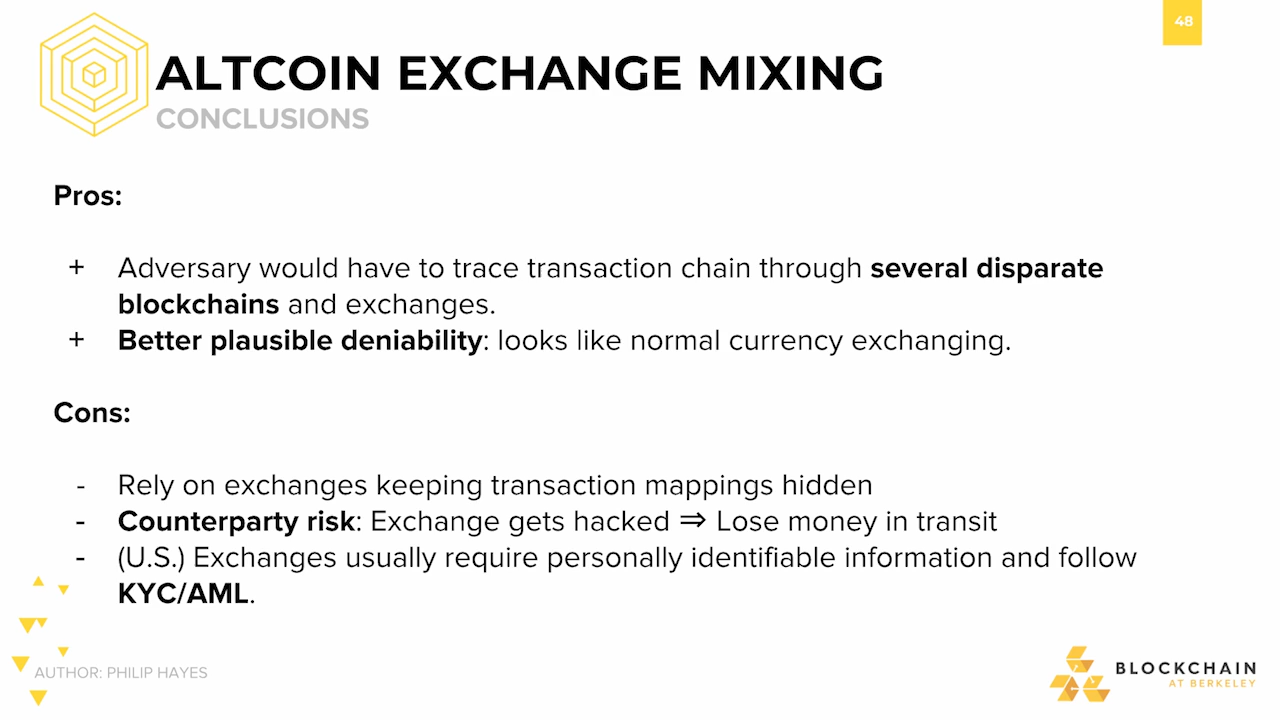 48
ALTCOIN EXCHANGE MIXING
CONCLUSIONS
Pros:
+ Adversary would have to trace transaction chain through several disparate
blockchains and exchanges.
+ Better plausible deniability: looks like normal currency exchanging.
Cons:
- Rely on exchanges keeping transaction mappings hidden
- Counterparty risk: Exchange gets hacked ⇒ Lose money in transit
- (U.S.) Exchanges usually require personally identifiable information and follow
KYC/AML.
AUTHOR: PHILIP HAYES
BLOCKCHAIN
AT BERKELEY